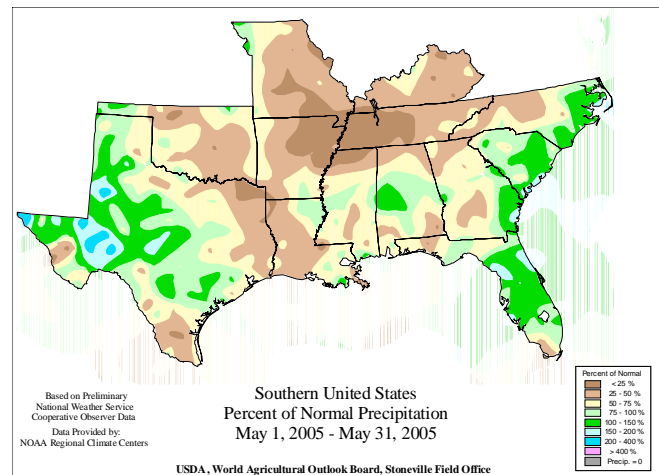 Based on Preliminary
National Weather Service
Cooperative Observer Data
Data Provided by:
NOAA Regional Climate Centers
Southern United States
Percent of Normal Precipitation
May 1, 2005 - May 31, 2005
USDA, World Agricultural Outlook Board, Stoneville Field Office
Percent of Normal
< 25 %
25 - 50 %
50 - 75 %
75 - 100 %
100 - 150 %
150 - 200 %
200 - 400 %
> 400 %
Precip. = 0